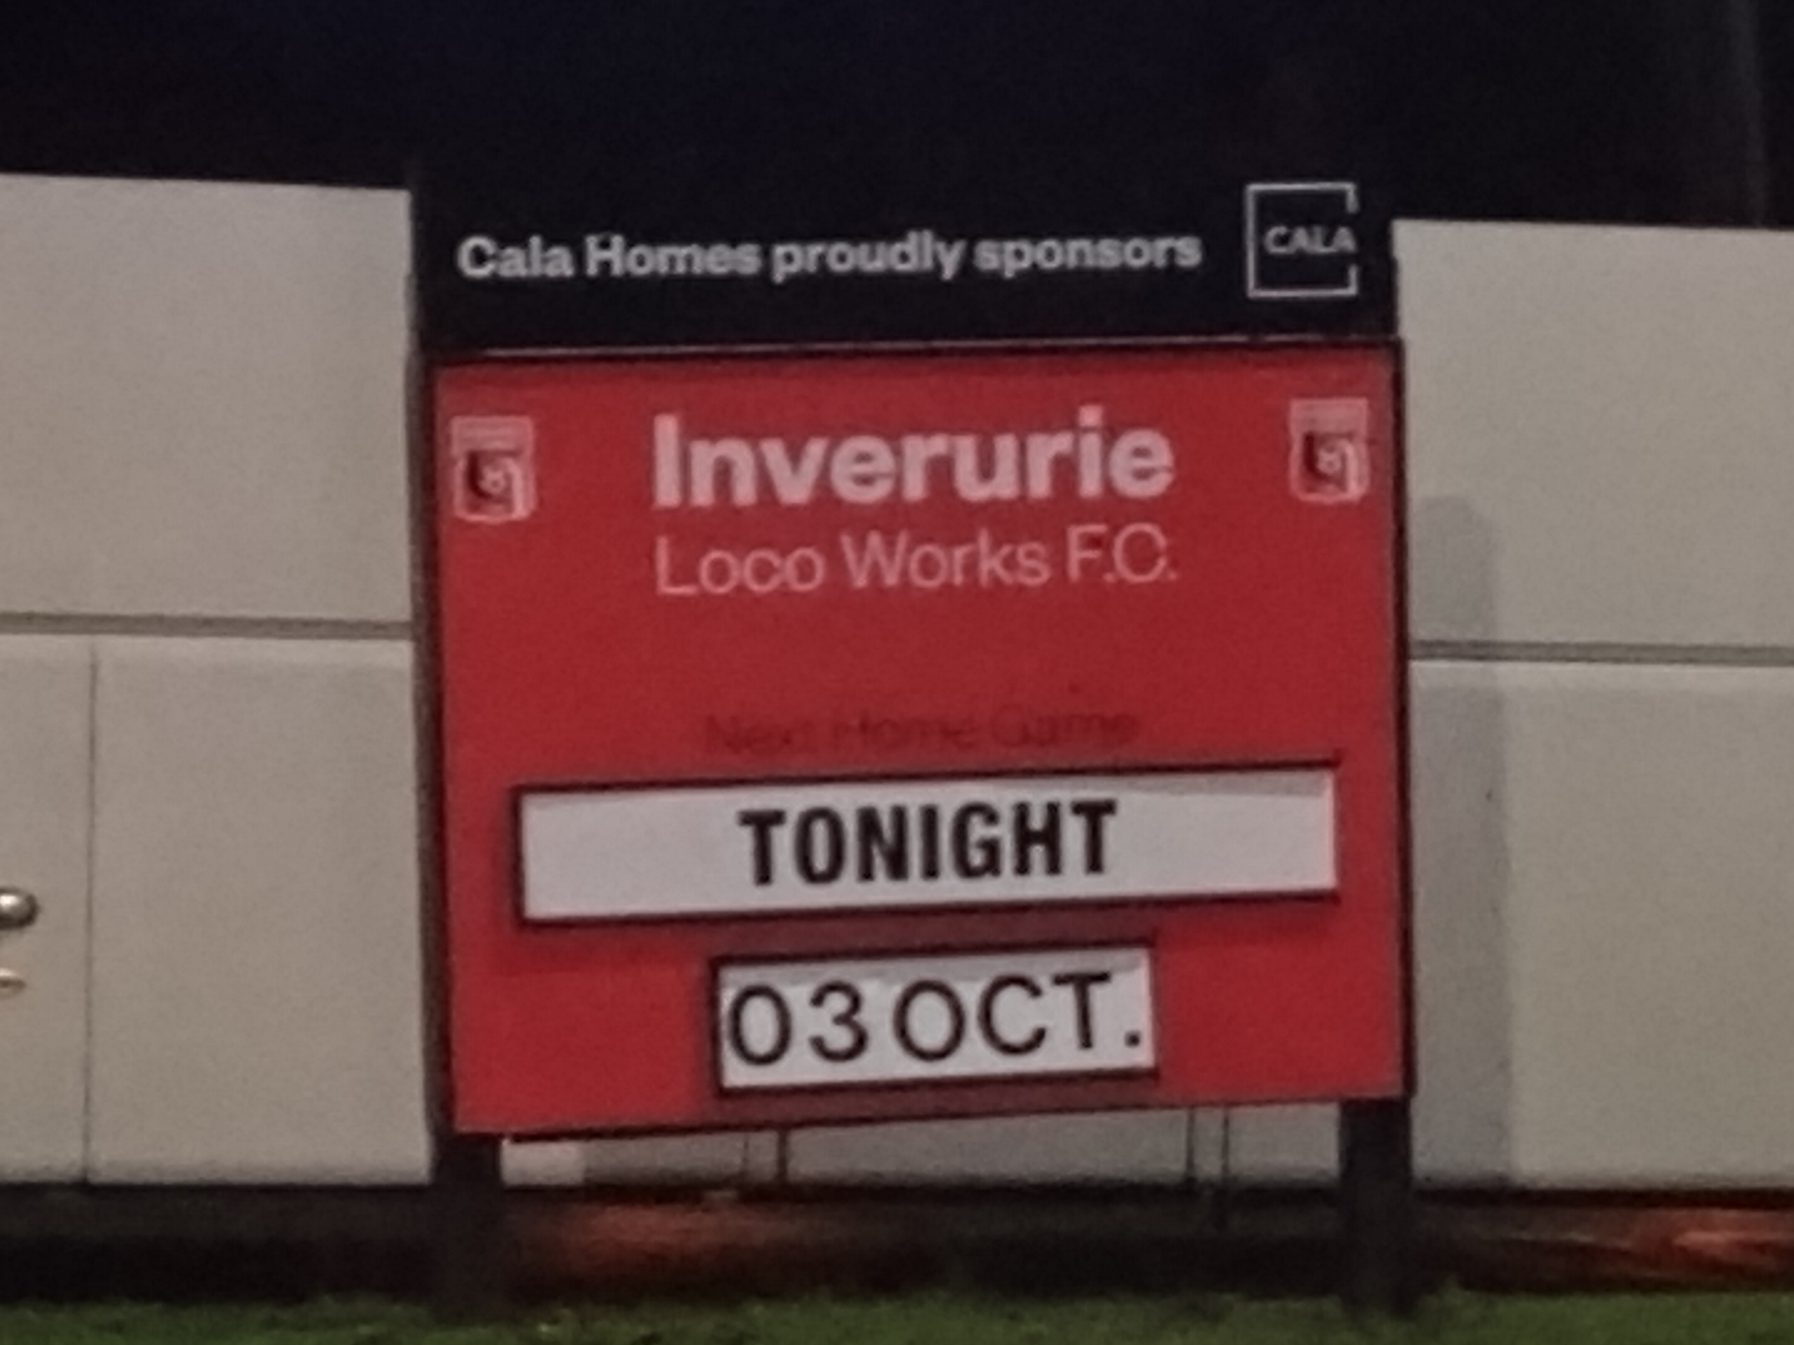 Cala Homes proudly sponsors
CALA
Inverurie
Loco Works F.C.
Next Home Game
TONIGHT
03 OCT.